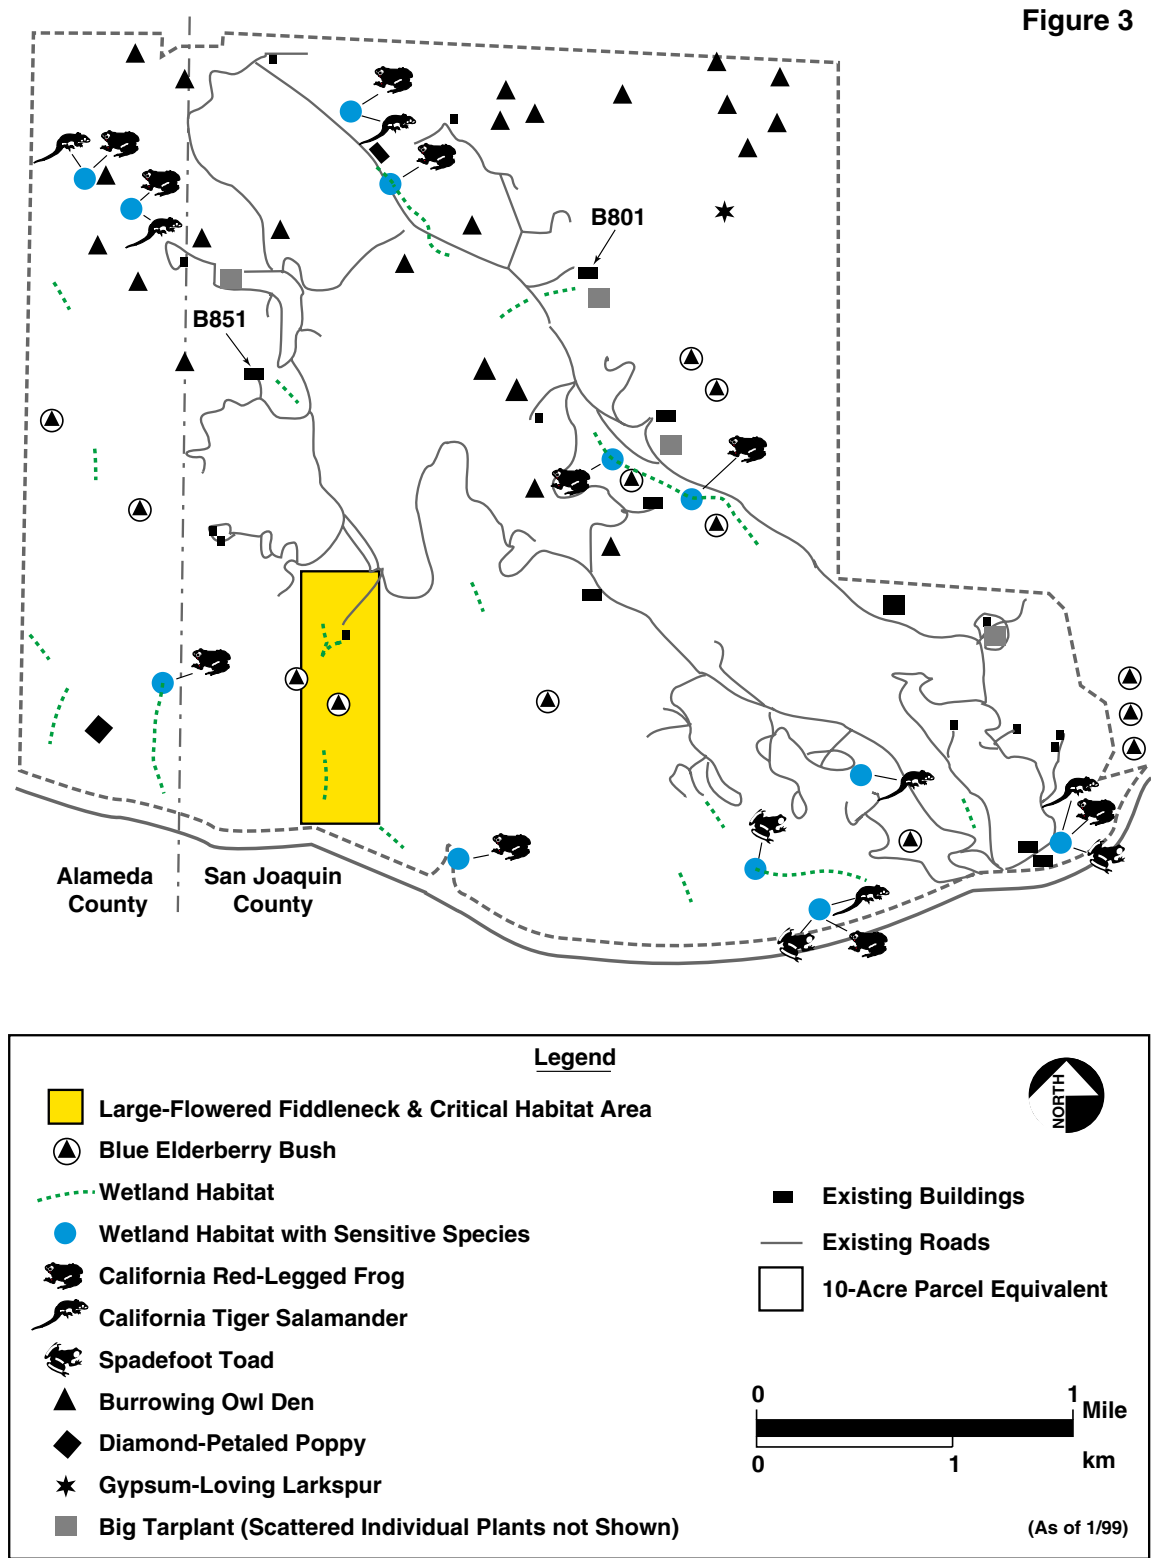 Figure 3
B801
B851
Alameda
County
San Joaquin
County
Legend
Large-Flowered Fiddleneck & Critical Habitat Area
Blue Elderberry Bush
Wetland Habitat
Wetland Habitat with Sensitive Species
California Red-Legged Frog
California Tiger Salamander
Spadefoot Toad
Burrowing Owl Den
Diamond-Petaled Poppy
Gypsum-Loving Larkspur
Big Tarplant (Scattered Individual Plants not Shown)
NORTH
Existing Buildings
Existing Roads
10-Acre Parcel Equivalent
0 1
Mile
km
0 1
(As of 1/99)